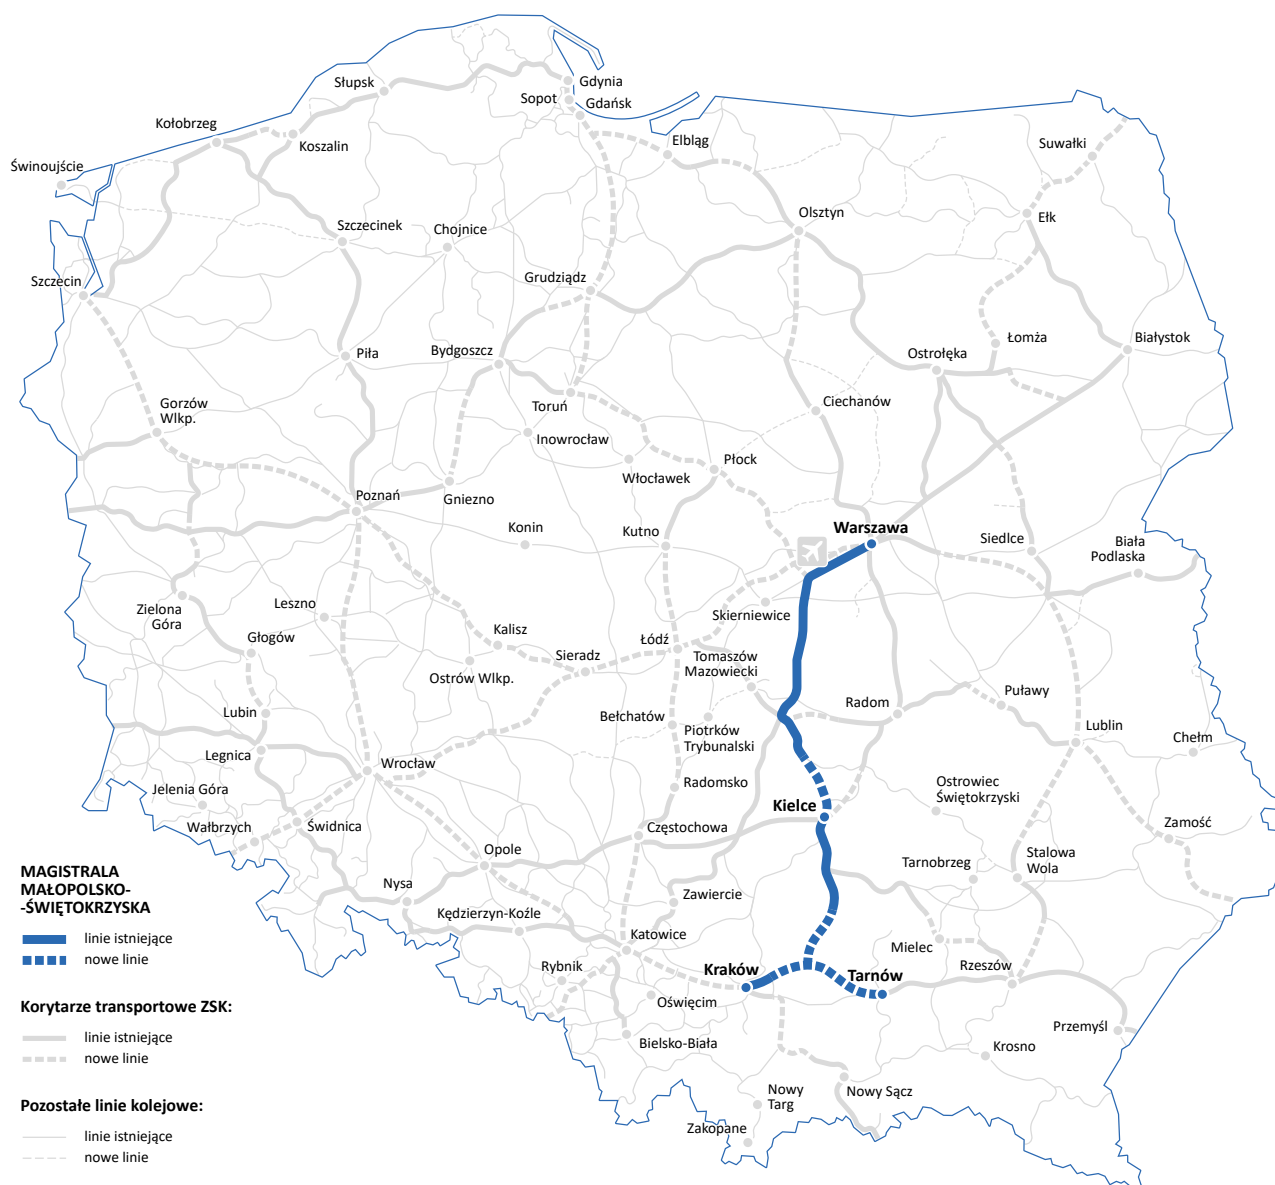 Gdynia
Słupsk
Sopot
Gdańsk
Kołobrzeg
Koszalin
Elbląg
Suwałki
Świnoujście
Olsztyn
Ełk
Szczecinek
Chojnice
Szczecin
Grudziądz
Łomża
Białystok
Piła
Bydgoszcz
Ostrołęka
Gorzów
Wlkp.
Toruń
Ciechanów
Inowrocław
Włocławek
Płock
Poznań
Gniezno
Konin
Kutno
Warszawa
Siedlce
Biała
Podlaska
Zielona
Góra
Leszno
Skierniewice
Głogów
Kalisz
Łódź
Sieradz
Tomaszów
Mazowiecki
Ostrów Wlkp.
Puławy
Radom
Lubin
Bełchatów
Piotrków
Trybunalski
Lublin
Chełm
Legnica
Wrocław
Radomsko
Jelenia Góra
Ostrowiec
Świętokrzyski
Kielce
Wałbrzych
Świdnica
Częstochowa
Zamość
Opole
Stalowa
Wola
Tarnobrzeg
MAGISTRALA
MAŁOPOLSKO-
-ŚWIĘTOKRZYSKA
linie istniejące
nowe linie
Nysa
Zawiercie
Kędzierzyn-Koźle
Katowice
Mielec
Rybnik
Kraków
Tarnów
Rzeszów
Oświęcim
Korytarze transportowe ZSK:
linie istniejące
nowe linie
Przemyśl
Bielsko-Biała
Krosno
Nowy
Targ
Nowy Sącz
Zakopane
Pozostałe linie kolejowe:
linie istniejące
nowe linie